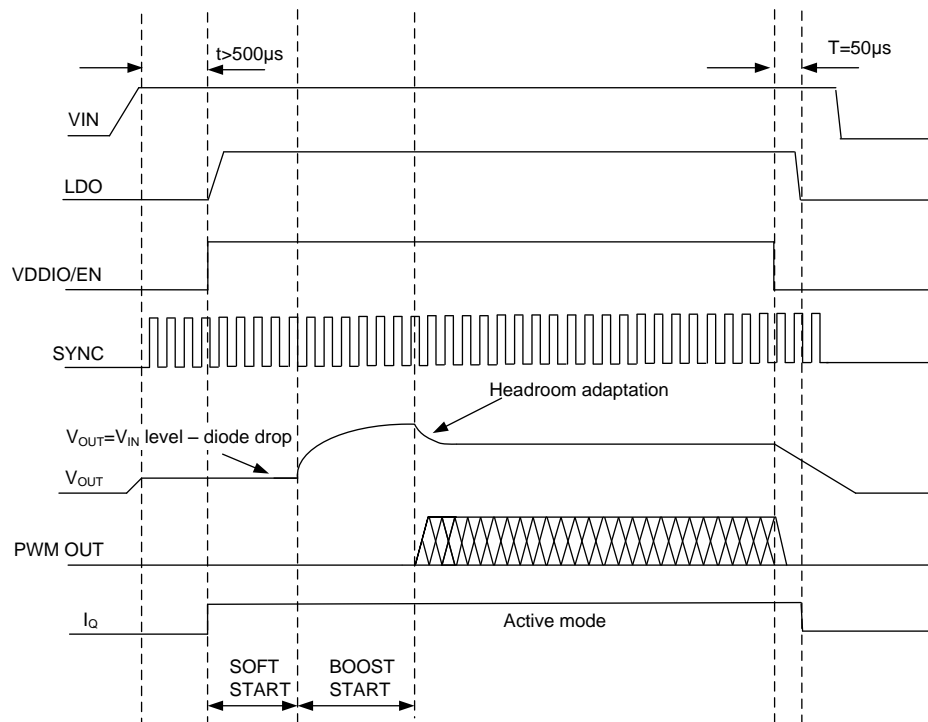 t>500µs
T=50µs
VIN
LDO
VDDIO/EN
SYNC
Headroom adaptation
VOUT=VIN level – diode drop
VOUT
PWM OUT
IQ
Active mode
SOFT
START
BOOST
START